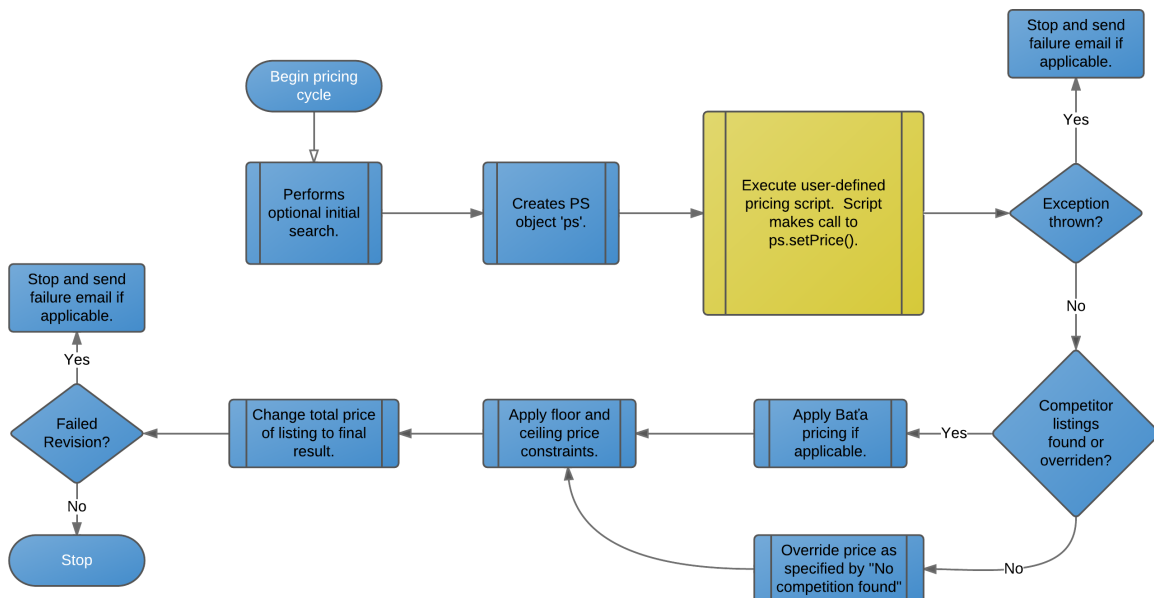 Begin pricing
cycle
Performs
optional initial
search.
Creates PS
object 'ps'.
Execute user-defined
pricing script.  Script
makes call to
ps.setPrice().
Exception
thrown?
Yes
Stop and send
failure email if
applicable.
No
Competitor
listings
found or
overriden?
Yes
Apply Baťa
pricing if
applicable.
No
Override price as
specified by "No
competition found"
Apply floor and
ceiling price
constraints.
Change total price
of listing to final
result.
Failed
Revision?
Yes
Stop and send
failure email if
applicable.
No
Stop